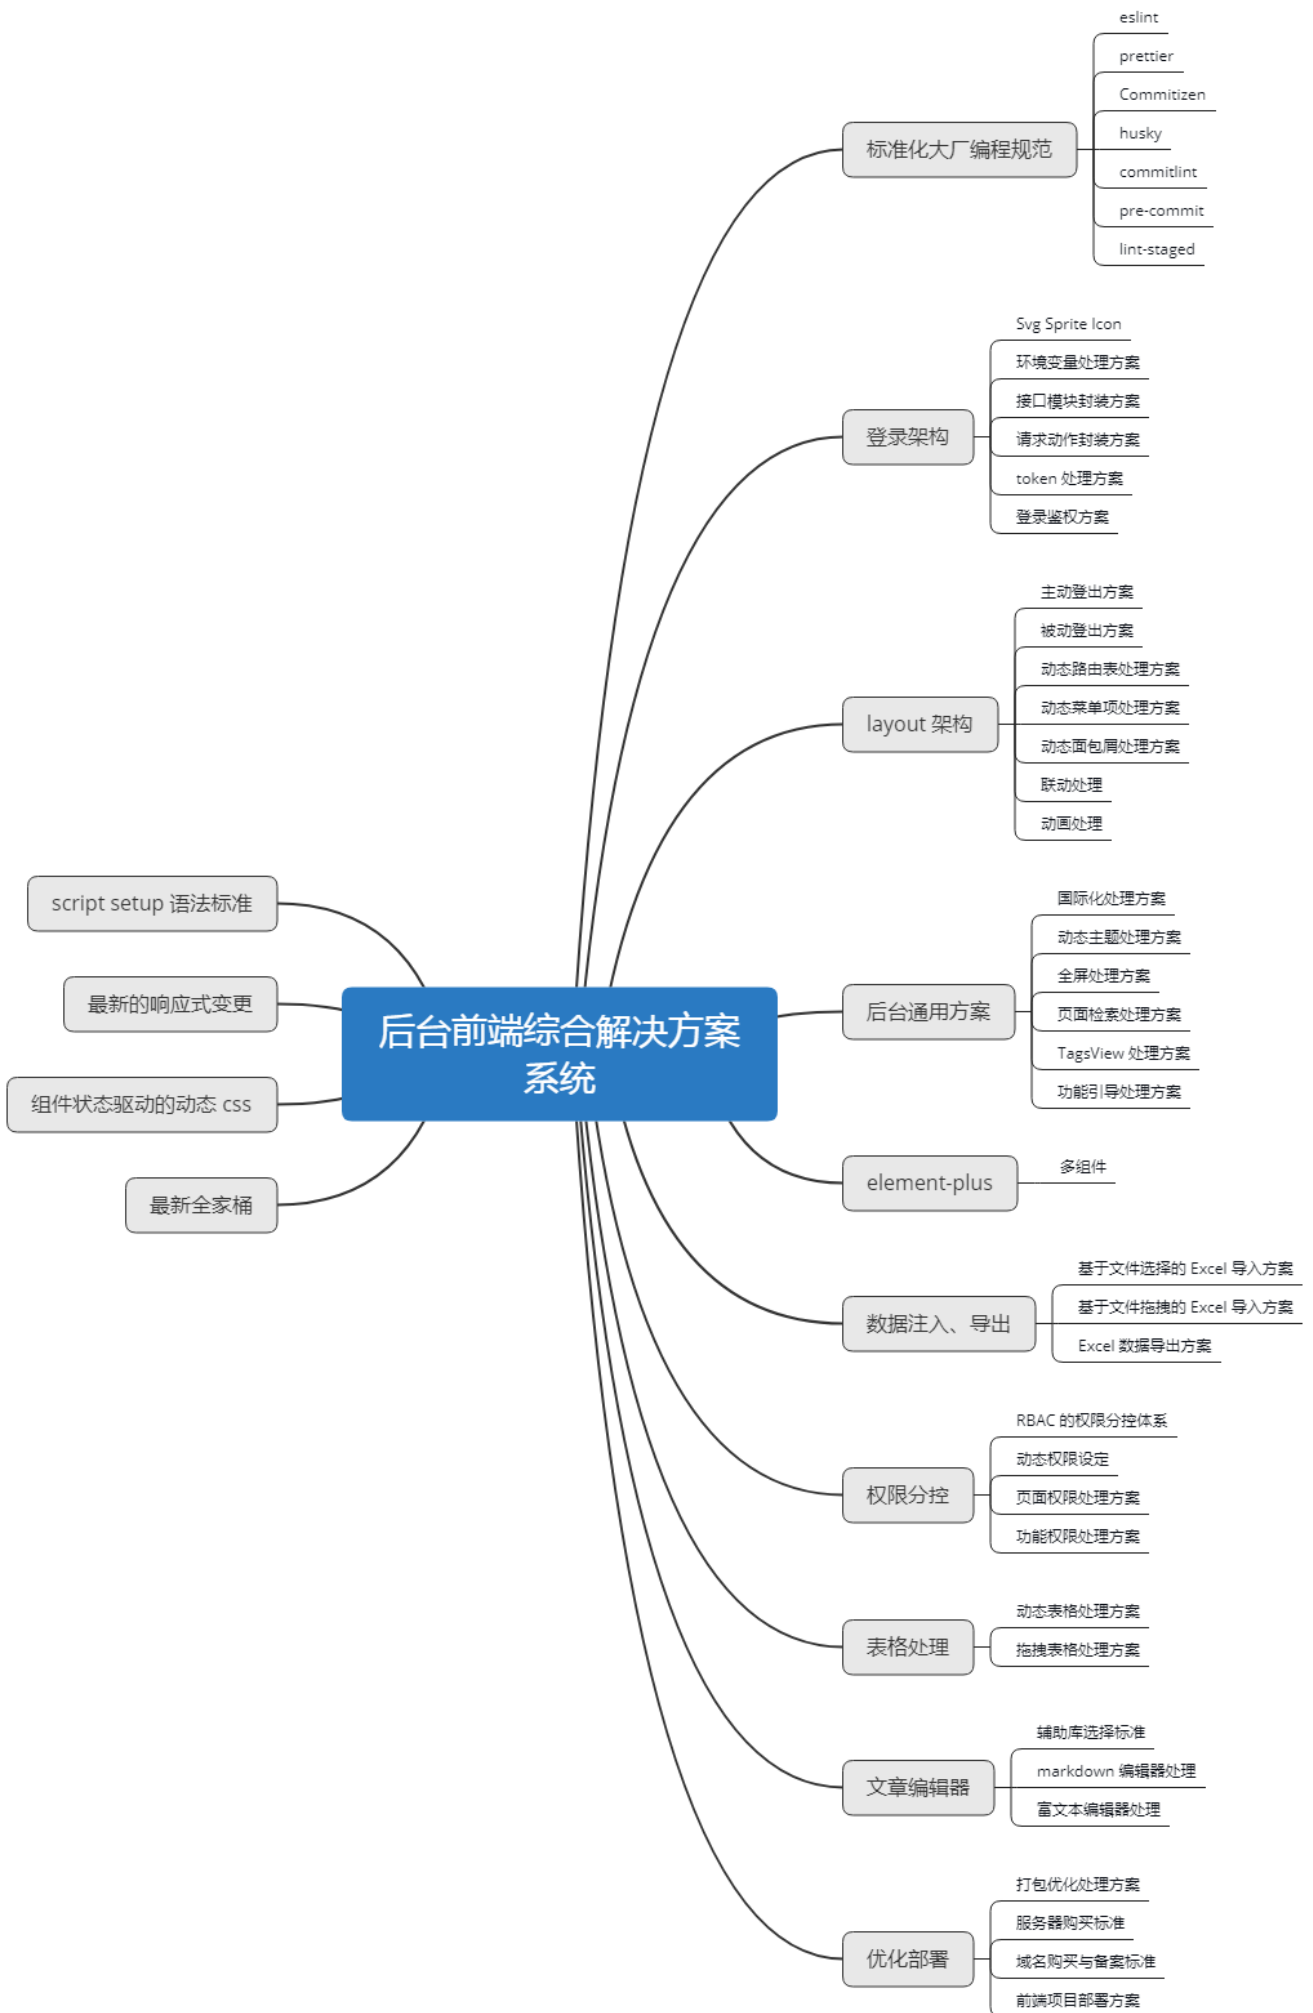 后台前端综合解决方案
系统
script setup 语法标准
最新的响应式变更
组件状态驱动的动态 css
最新全家桶
标准化大厂编程规范
eslint
prettier
Commitizen
husky
commitlint
pre-commit
lint-staged
登录架构
Svg Sprite Icon
环境变量处理方案
接口模块封装方案
请求动作封装方案
token 处理方案
登录鉴权方案
layout 架构
主动登出方案
被动登出方案
动态路由表处理方案
动态菜单项处理方案
动态面包屑处理方案
联动处理
动画处理
后台通用方案
国际化处理方案
动态主题处理方案
全屏处理方案
页面检索处理方案
TagsView 处理方案
功能引导处理方案
element-plus
多组件
数据注入、导出
基于文件选择的 Excel 导入方案
基于文件拖拽的 Excel 导入方案
Excel 数据导出方案
权限分控
RBAC 的权限分控体系
动态权限设定
页面权限处理方案
功能权限处理方案
表格处理
动态表格处理方案
拖拽表格处理方案
文章编辑器
辅助库选择标准
markdown 编辑器处理
富文本编辑器处理
优化部署
打包优化处理方案
服务器购买标准
域名购买与备案标准
前端项目部署方案